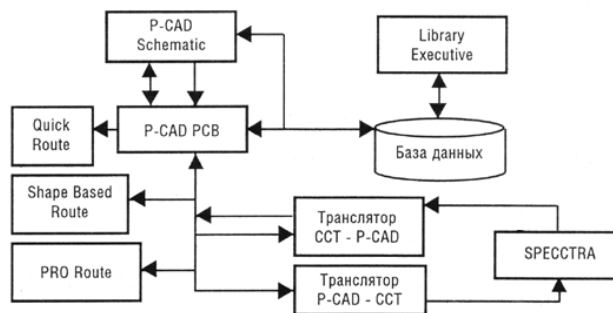 P-CAD
Schematic
Library
Executive
Quick
Route
P-CAD PCB
База данных
Shape Based
Route
Транслятор
CCT - P-CAD
SPECCTRA
PRO Route
Транслятор
P-CAD - CCT